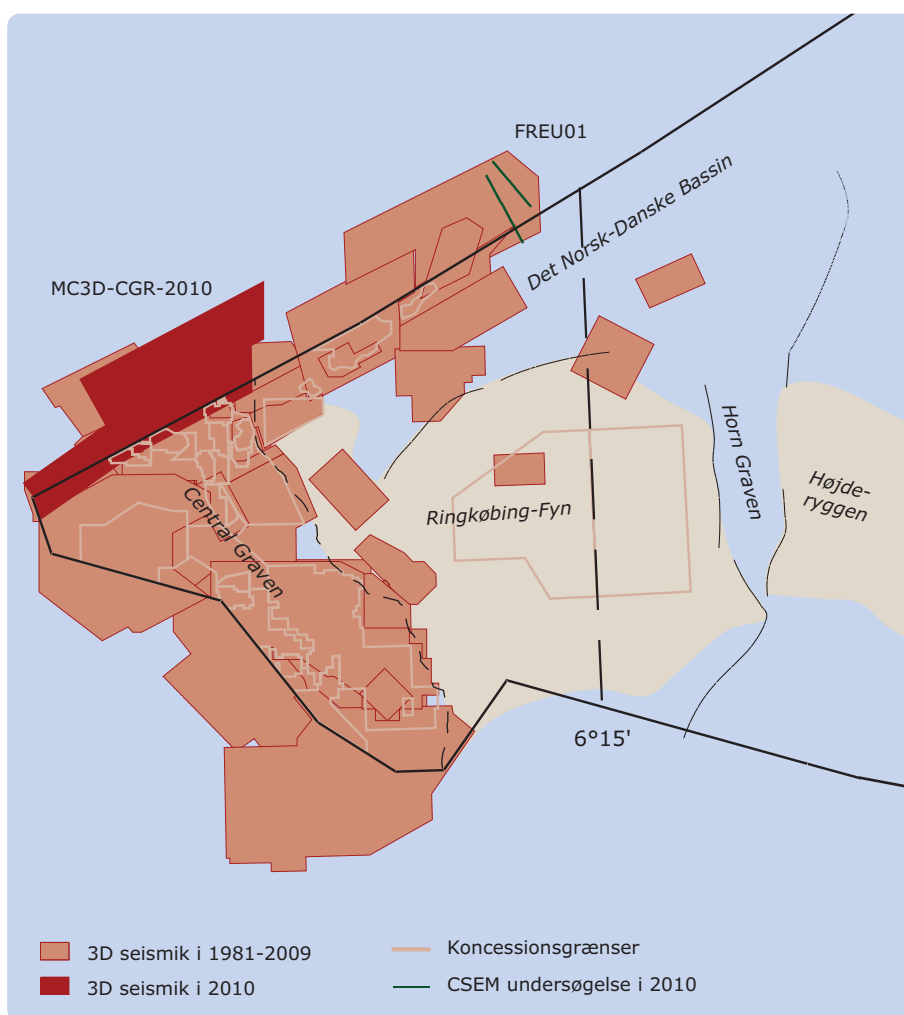 FREU01
Det Norsk-Danske Bassin
MC3D-CGR-2010
Horn Graven
Højde-
ryggen
Central Graven
Ringkøbing-Fyn
6°15'
3D seismik i 1981-2009
3D seismik i 2010
Koncessionsgrænser
CSEM undersøgelse i 2010